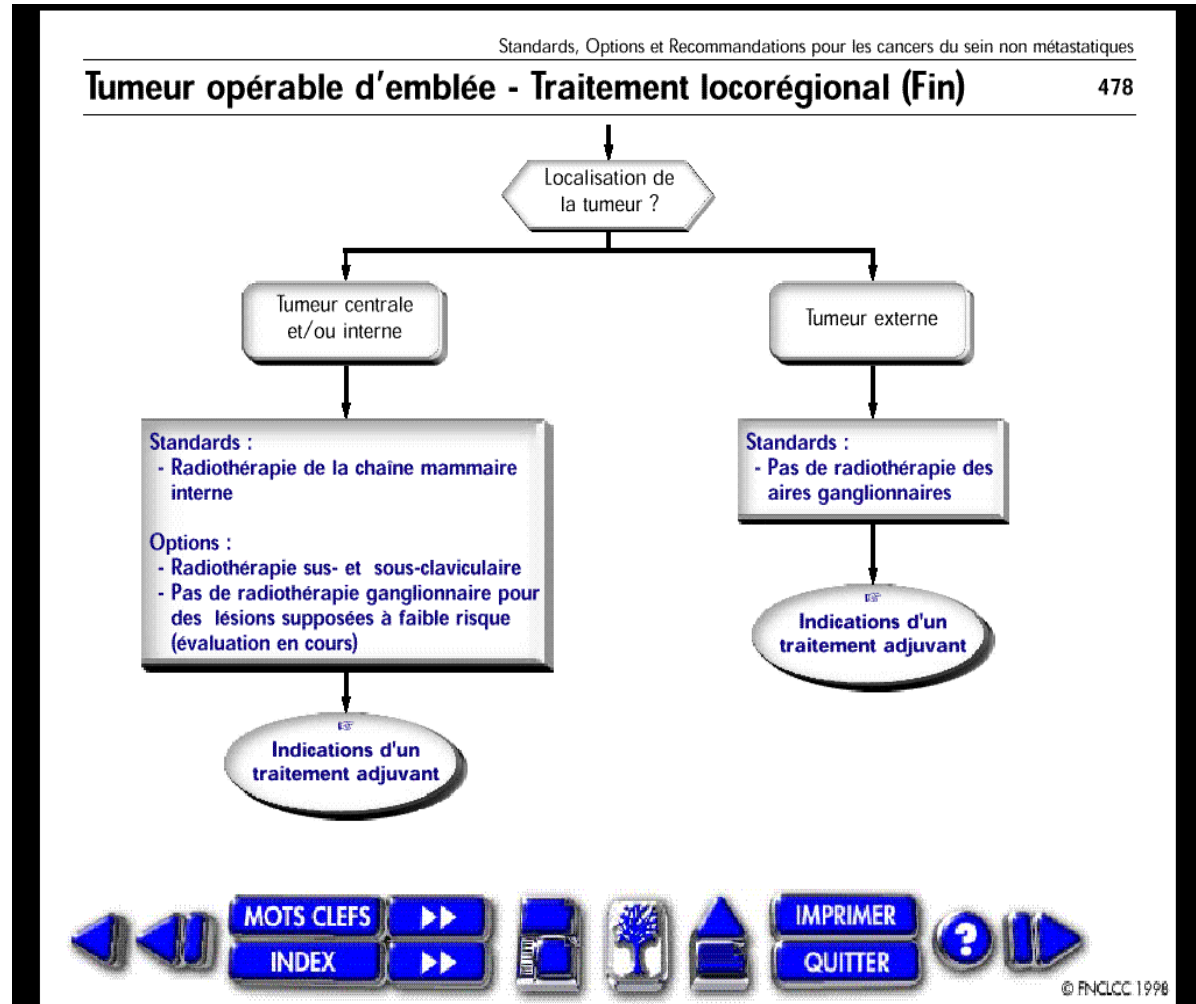 Standards, Options et Recommandations pour les cancers du sein non métastatiques
Tumeur opérable d'emblée - Traitement locorégional (Fin)
478
Localisation de
la tumeur ?
Tumeur centrale
et/ou interne
Tumeur externe
Standards :
- Radiothérapie de la chaîne mammaire
interne
Options :
- Radiothérapie sus- et sous-claviculaire
- Pas de radiothérapie ganglionnaire pour
des lésions supposées à faible risque
(évaluation en cours)
Standards :
- Pas de radiothérapie des
aires ganglionnaires
Indications d'un
traitement adjuvant
Indications d'un
traitement adjuvant
MOTS CLEFS
INDEX
IMPRIMER
QUITTER
?
© FNCLCC 1998